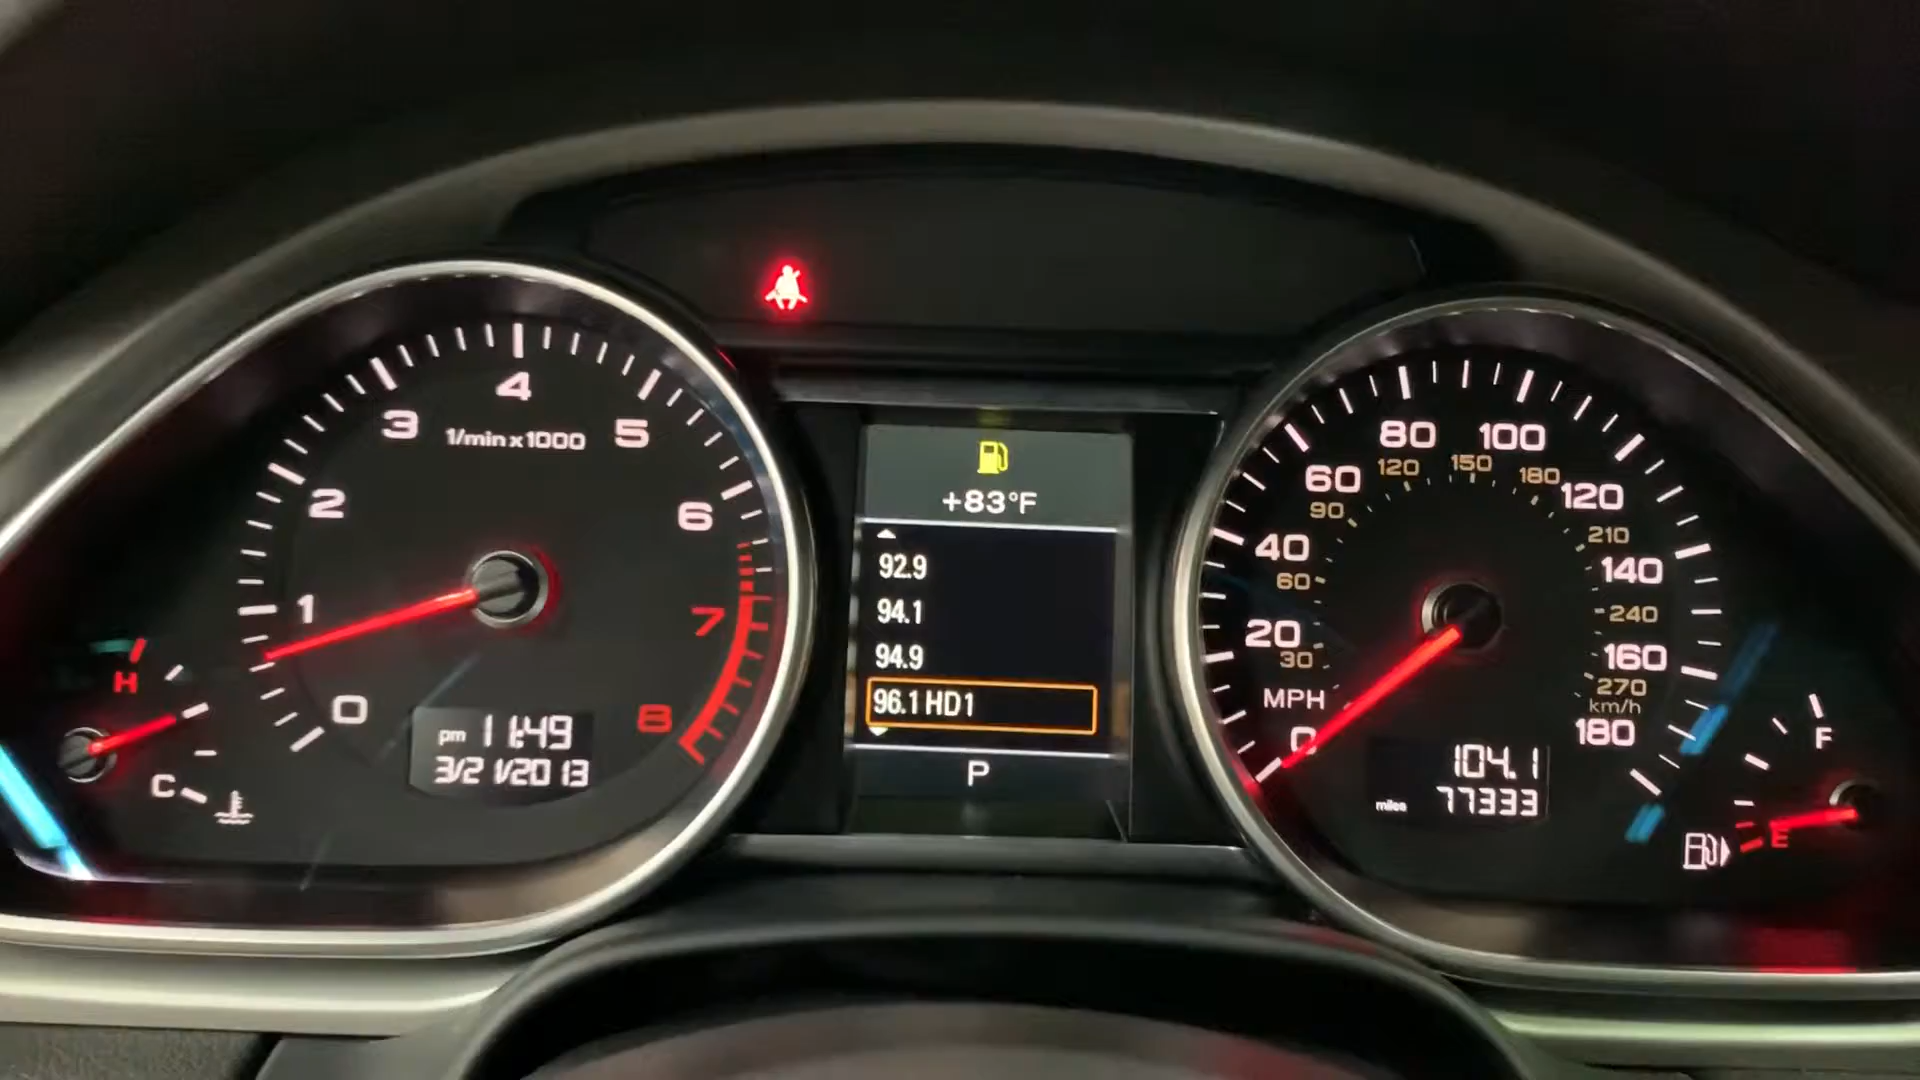 0
1
2
3
4
5
6
7
8
1/min x 1000
H
C
pm 11:49
3/21/2013
+83°F
92.9
94.1
94.9
96.1 HD1
P
0
20
40
60
80
100
120
140
160
180
MPH
30
60
90
120
150
180
210
240
270
km/h
104.1
miles 77333
F
E